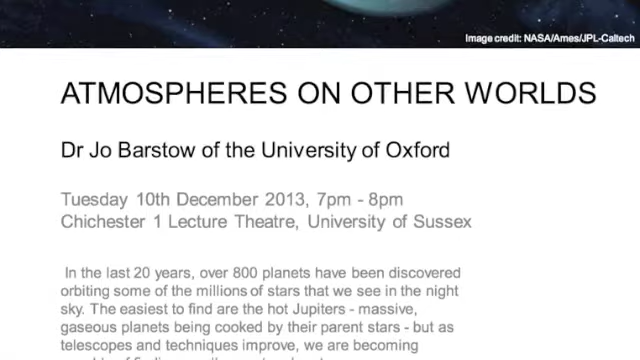 Image credit: NASA/Ames/JPL-Caltech
ATMOSPHERES ON OTHER WORLDS
Dr Jo Barstow of the University of Oxford
Tuesday 10th December 2013, 7pm - 8pm
Chichester 1 Lecture Theatre, University of Sussex
In the last 20 years, over 800 planets have been discovered
orbiting some of the millions of stars that we see in the night
sky. The easiest to find are the hot Jupiters - massive,
gaseous planets being cooked by their parent stars - but as
telescopes and techniques improve, we are becoming